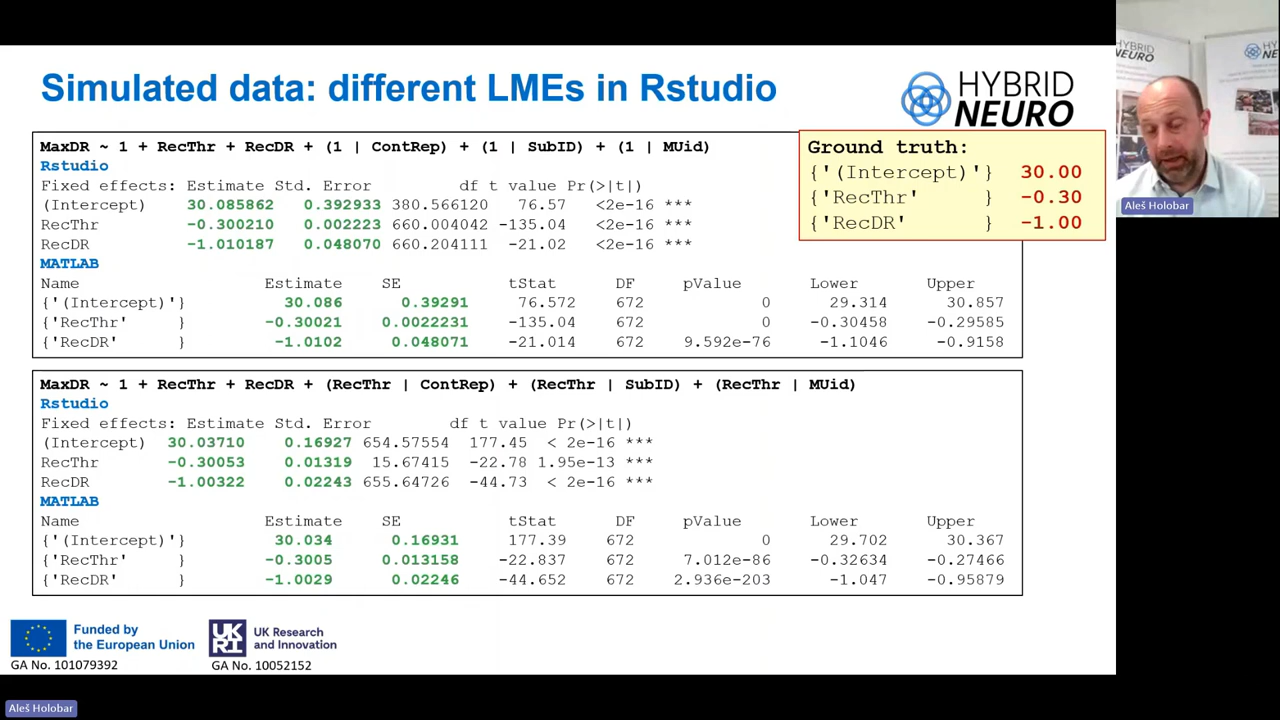 Simulated data: different LMEs in Rstudio
HYBRID
NEURO
MaxDR ~ 1 + RecThr + RecDR + (1 | ContRep) + (1 | SubID) + (1 | MUid)
Rstudio
Fixed effects: Estimate Std. Error df t value Pr(>|t|)
(Intercept) 30.085862 0.392933 380.566120 76.57 <2e-16 ***
RecThr -0.300210 0.002223 660.004042 -135.04 <2e-16 ***
RecDR -1.010187 0.048070 660.204111 -21.02 <2e-16 ***
MATLAB
Name Estimate SE tStat DF pValue Lower Upper
{'(Intercept)'} 30.086 0.39291 76.572 672 0 29.314 30.857
{'RecThr' } -0.30021 0.0022231 -135.04 672 0 -0.30458 -0.29585
{'RecDR' } -1.0102 0.048071 -21.014 672 9.592e-76 -1.1046 -0.9158
Ground truth:
{'(Intercept)'} 30.00
{'RecThr' } -0.30
{'RecDR' } -1.00
MaxDR ~ 1 + RecThr + RecDR + (RecThr | ContRep) + (RecThr | SubID) + (RecThr | MUid)
Rstudio
Fixed effects: Estimate Std. Error df t value Pr(>|t|)
(Intercept) 30.03710 0.16927 654.57554 177.45 < 2e-16 ***
RecThr -0.30053 0.01319 15.67415 -22.78 1.95e-13 ***
RecDR -1.00322 0.02243 655.64726 -44.73 < 2e-16 ***
MATLAB
Name Estimate SE tStat DF pValue Lower Upper
{'(Intercept)'} 30.034 0.16931 177.39 672 0 29.702 30.367
{'RecThr' } -0.3005 0.013158 -22.837 672 7.012e-86 -0.32634 -0.27466
{'RecDR' } -1.0029 0.02246 -44.652 672 2.936e-203 -1.047 -0.95879
Funded by
the European Union
GA No. 101079392
UK
RI
UK Research
and Innovation
GA No. 10052152
HYBRID
NEURO
HYBRID
Aleš Holobar
Aleš Holobar